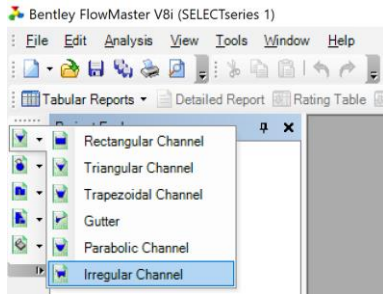 Bentley FlowMaster V8i (SELECTseries 1)
File Edit Analysis View Tools Window Help
Tabular Reports Detailed Report Rating Table
Rectangular Channel
Triangular Channel
Trapezoidal Channel
Gutter
Parabolic Channel
Irregular Channel